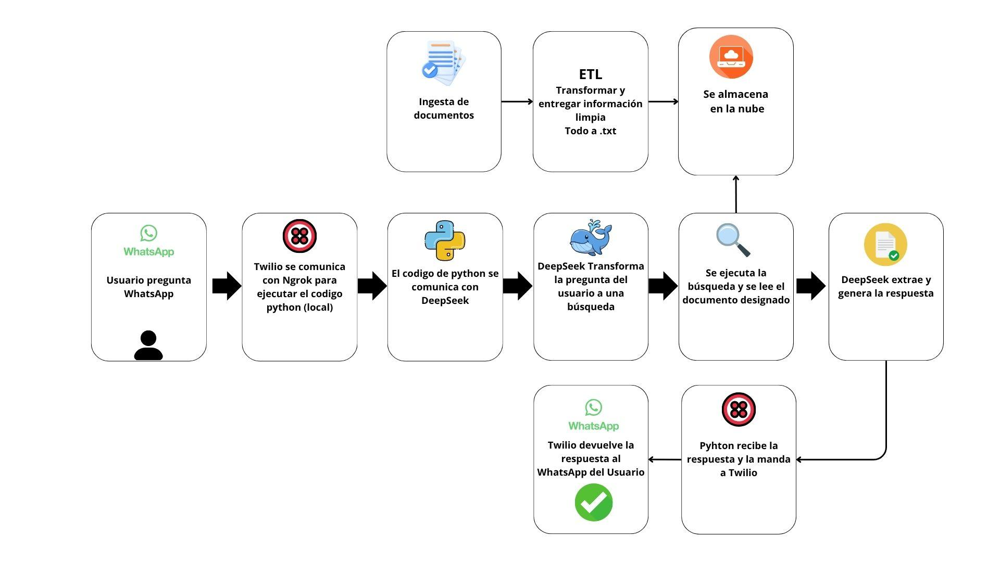 Ingesta de
documentos
ETL
Transformar y
entregar información
limpia
Todo a .txt
Se almacena
en la nube
WhatsApp
Usuario pregunta
WhatsApp
Twilio se comunica
con Ngrok para
ejecutar el codigo
python (local)
El codigo de python se
comunica con
DeepSeek
DeepSeek Transforma
la pregunta del
usuario a una
búsqueda
Se ejecuta la
búsqueda y se lee el
documento designado
DeepSeek extrae y
genera la respuesta
WhatsApp
Twilio devuelve la
respuesta al
WhatsApp del Usuario
Pyhton recibe la
respuesta y la manda
a Twilio